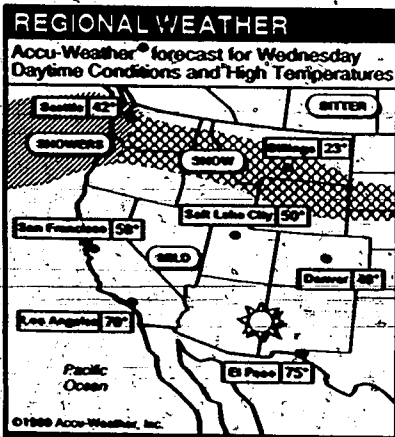 REGIONAL WEATHER
Accu-Weather® forecast for Wednesday
Daytime Conditions and High Temperatures
Seattle 42°
BITTER
SHOWERS
SNOW
Billings 23°
Salt Lake City 50°
San Francisco 58°
MILD
Denver
Los Angeles 70°
El Paso 75°
Pacific
Ocean
Accu-Weather, Inc.